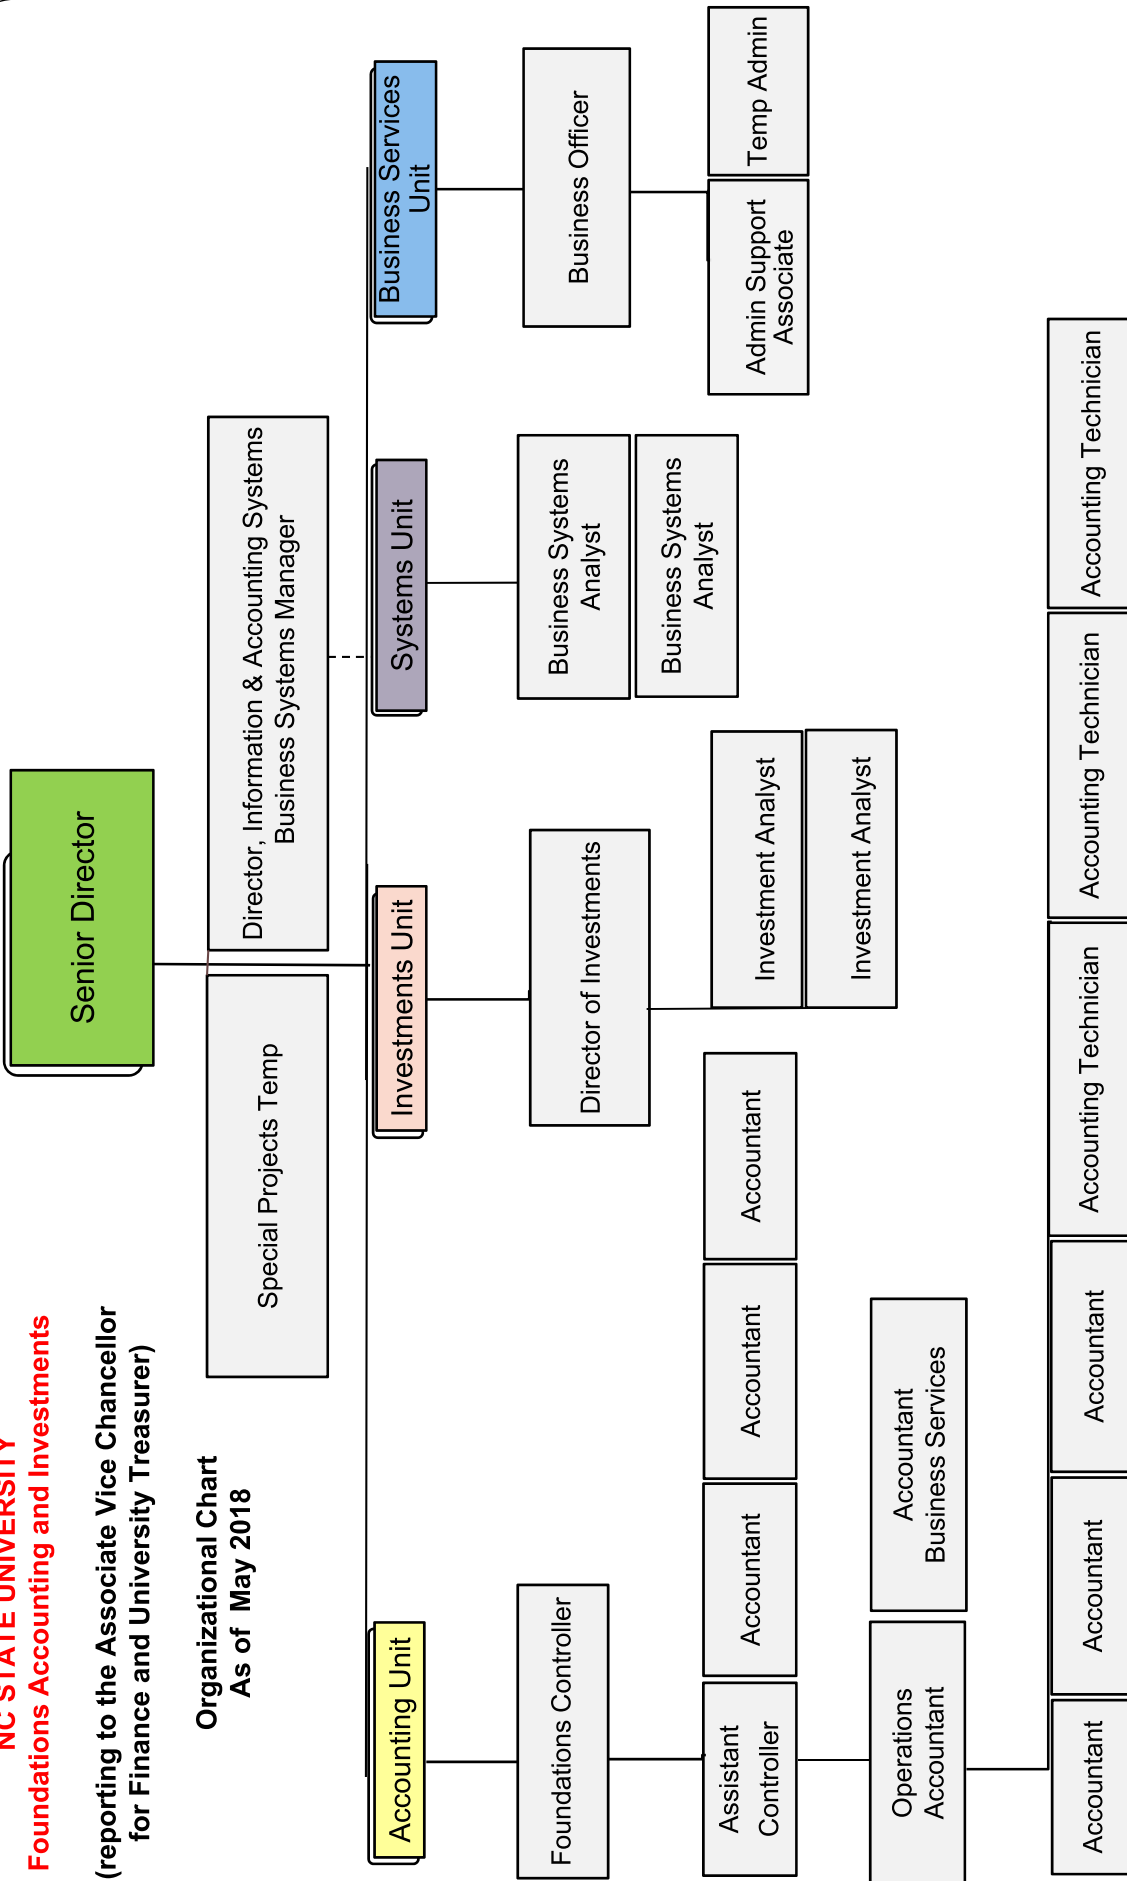 NC STATE UNIVERSITY
Foundations Accounting and Investments
(reporting to the Associate Vice Chancellor
for Finance and University Treasurer)
Organizational Chart
As of May 2018
Senior Director
Special Projects Temp
Director, Information & Accounting Systems
Business Systems Manager
Accounting Unit
Investments Unit
Systems Unit
Business Services
Unit
Foundations Controller
Director of Investments
Business Systems
Analyst
Business Systems
Analyst
Business Officer
Assistant
Controller
Accountant
Accountant
Accountant
Investment Analyst
Investment Analyst
Admin Support
Associate
Temp Admin
Operations
Accountant
Accountant
Business Services
Accountant
Accountant
Accountant
Accounting Technician
Accounting Technician
Accounting Technician